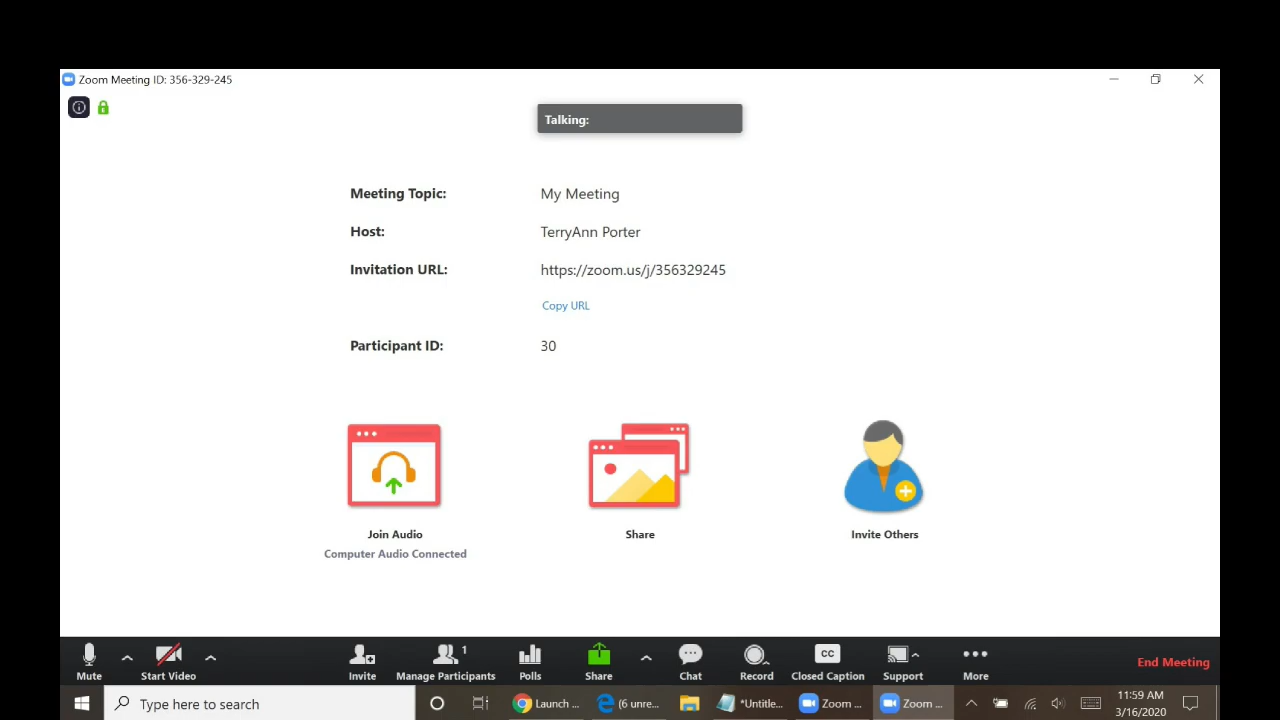 Zoom Meeting ID: 356-329-245
Talking:
Meeting Topic: My Meeting
Host: TerryAnn Porter
Invitation URL: https://zoom.us/j/356329245
Copy URL
Participant ID: 30
Join Audio Share Invite Others
Computer Audio Connected
1
CC
Mute Start Video Invite Manage Participants Polls Share Chat Record Closed Caption Support More End Meeting
Type here to search Launch ... (6 unre... *Untitle... Zoom ... Zoom ... 11:59 AM
3/16/2020